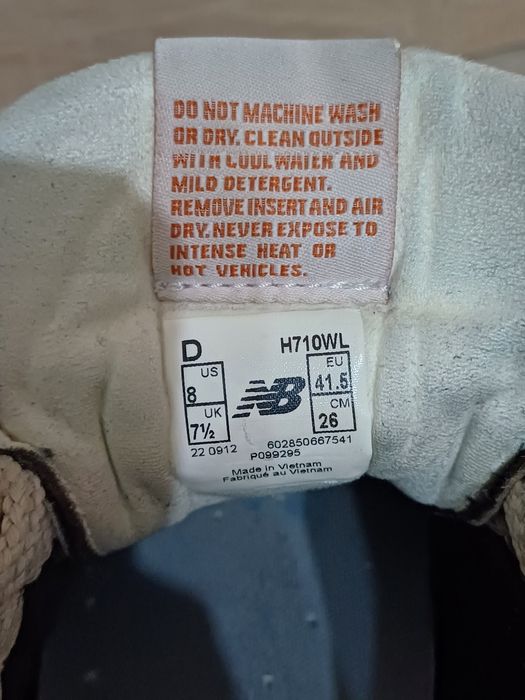 DO NOT MACHINE WASH
OR DRY. CLEAN OUTSIDE
WITH COOL WATER AND
MILD DETERGENT.
REMOVE INSERT AND AIR
DRY. NEVER EXPOSE TO
INTENSE HEAT OR
HOT VEHICLES.
D H710WL
US EU
8 41.5
UK CM
7½ 26
NB
22 0912 602850667541
P099295
Made in Vietnam
Fabriqué au Vietnam